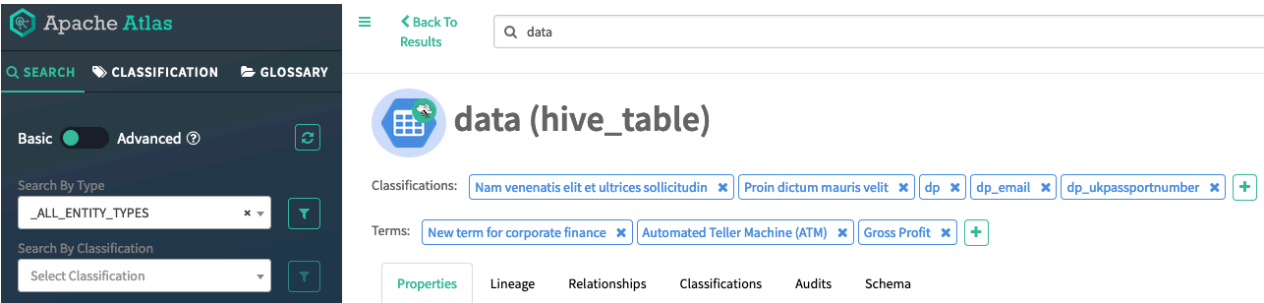 Apache Atlas
SEARCH CLASSIFICATION GLOSSARY
Basic Advanced
Search By Type
_ALL_ENTITY_TYPES
Search By Classification
Select Classification
Back To
Results
data
data (hive_table)
Classifications: Nam venenatis elit et ultrices sollicitudin Proin dictum mauris velit dp dp_email dp_ukpassportnumber
Terms: New term for corporate finance Automated Teller Machine (ATM) Gross Profit
Properties Lineage Relationships Classifications Audits Schema